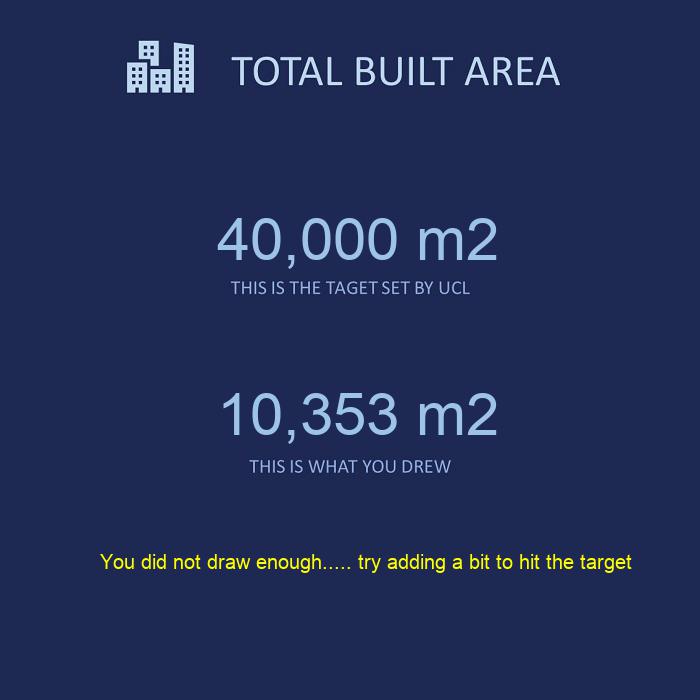 TOTAL BUILT AREA
40,000 m2
THIS IS THE TAGET SET BY UCL
10,353 m2
THIS IS WHAT YOU DREW
You did not draw enough..... try adding a bit to hit the target